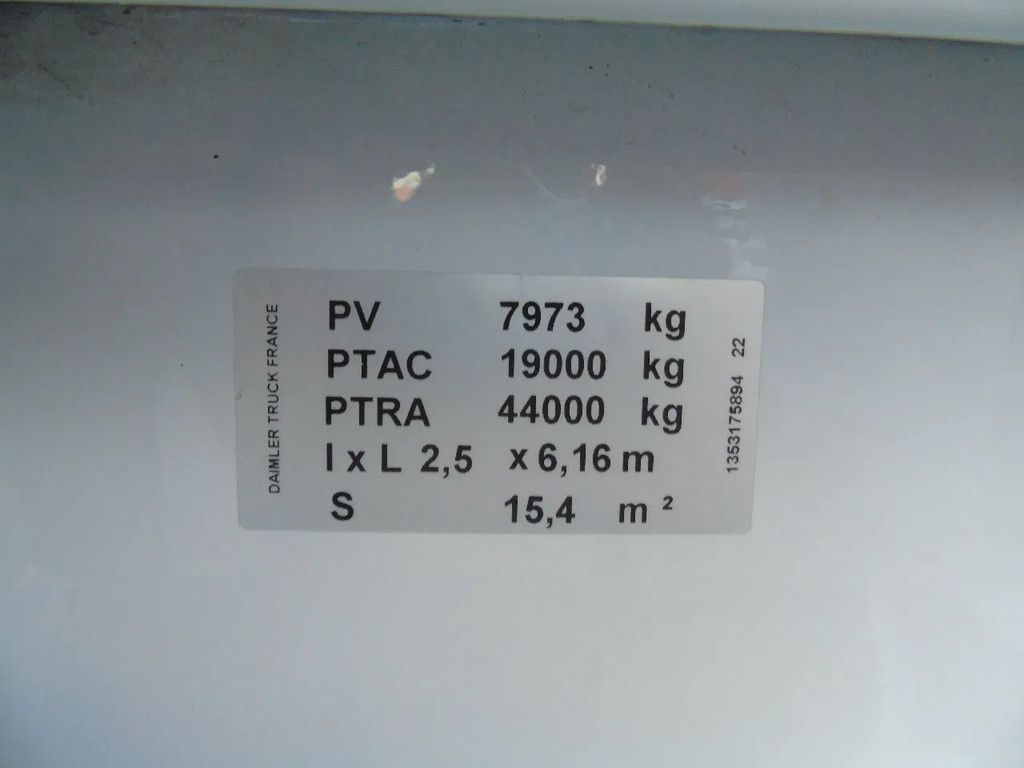 DAIMLER TRUCK FRANCE
PV 7973 kg
PTAC 19000 kg
PTRA 44000 kg
l x L 2,5 x 6,16 m
S 15,4 m ²
1353175894 22